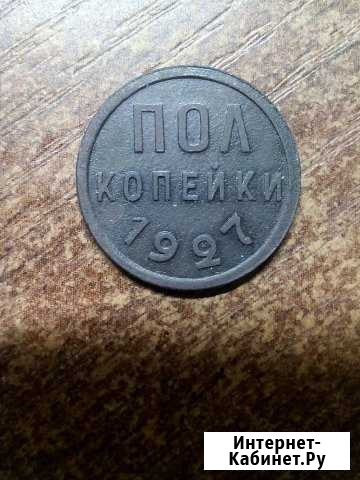 ПОЛ
КОПЕЙКИ
1927
Интернет-
Кабинет.Ру